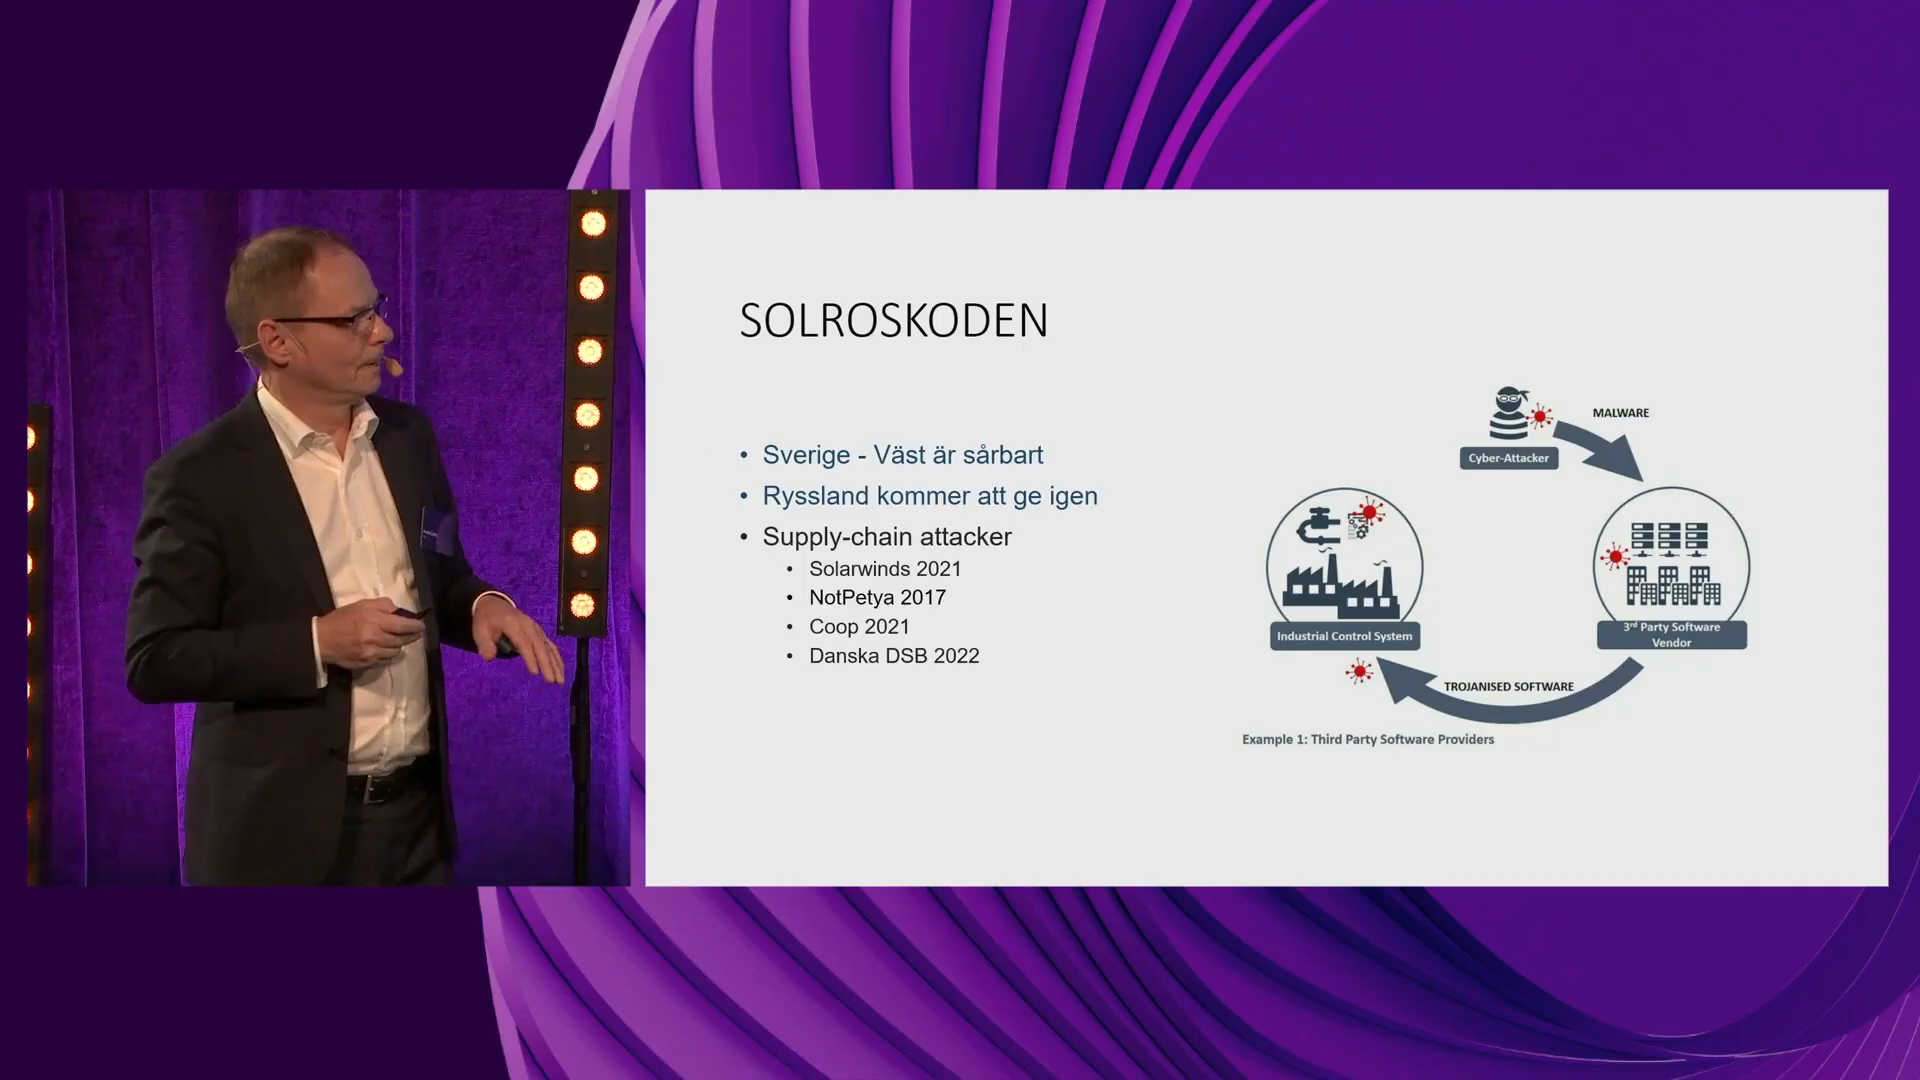 SOLROSKODEN
• Sverige - Väst är sårbart
• Ryssland kommer att ge igen
• Supply-chain attacker
• Solarwinds 2021
• NotPetya 2017
• Coop 2021
• Danska DSB 2022
MALWARE
Cyber-Attacker
Industrial Control System
3rd Party Software
Vendor
TROJANISED SOFTWARE
Example 1: Third Party Software Providers